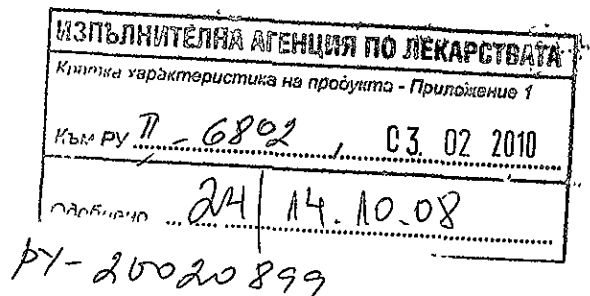 ИЗПЪЛНИТЕЛНА АГЕНЦИЯ ПО ЛЕКАРСТВАТА
Кратка характеристика на продукта - Приложение 1
Към РУ П - 6802, 03. 02 2010
одобрено 24 / 14.10.08
РУ-20020899